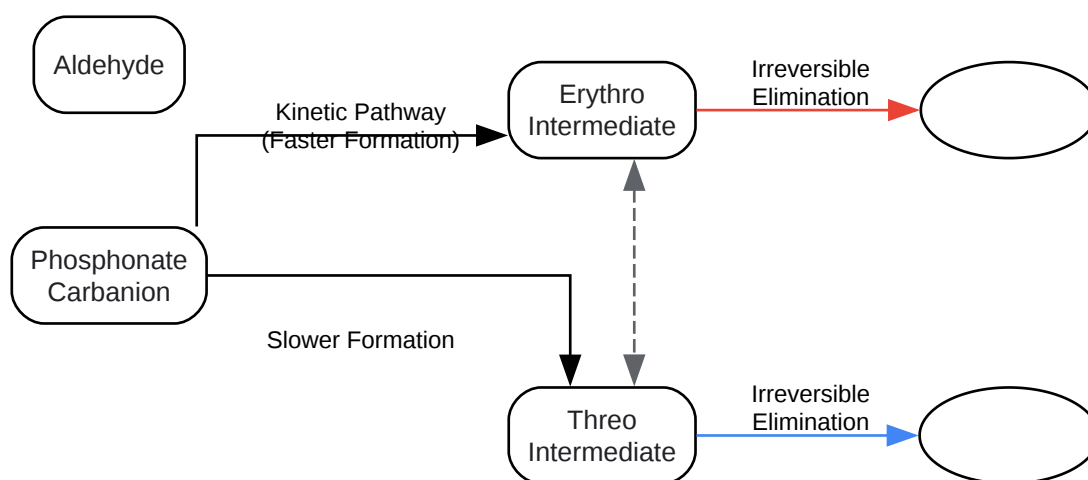 Aldehyde
Kinetic Pathway
(Faster Formation)
Erythro
Intermediate
Irreversible
Elimination
Phosphonate
Carbanion
Slower Formation
Threo
Intermediate
Irreversible
Elimination